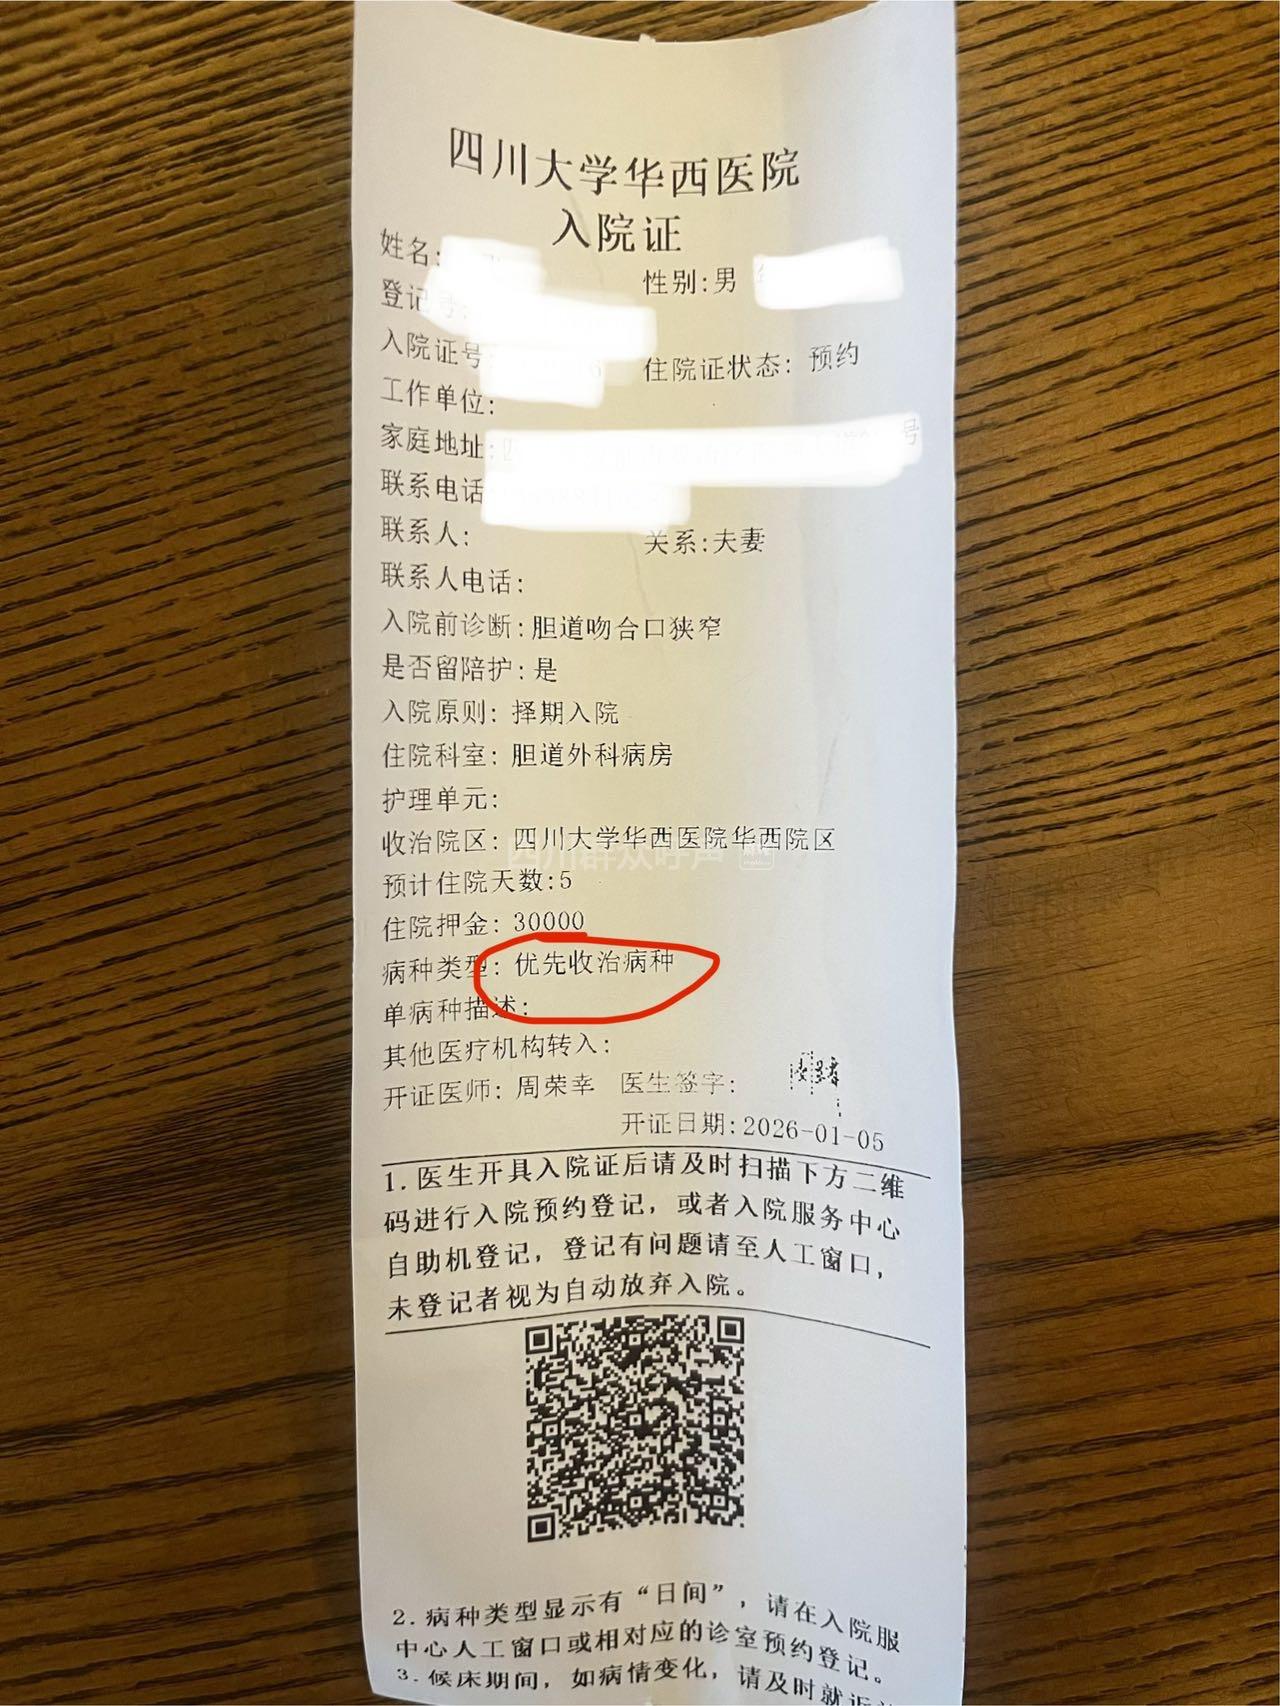 四川大学华西医院
入院证
姓名:
性别:男
登记号:
入院证号:
住院证状态: 预约
工作单位:
家庭地址:
号
联系电话
联系人:
关系:夫妻
联系人电话:
入院前诊断:胆道吻合口狭窄
是否留陪护:是
入院原则: 择期入院
住院科室: 胆道外科病房
护理单元:
收治院区: 四川大学华西医院华西院区
四川群众呼声
预计住院天数:5
住院押金: 30000
病种类型: 优先收治病种
单病种描述:
其他医疗机构转入:
开证医师: 周荣幸 医生签字:
开证日期:2026-01-05
1.医生开具入院证后请及时扫描下方二维
码进行入院预约登记，或者入院服务中心
自助机登记，登记有问题请至人工窗口，
未登记者视为自动放弃入院。
2.病种类型显示有“日间”，请在入院服
中心人工窗口或相对应的诊室预约登记。
3.候床期间，如病情变化，请及时就近